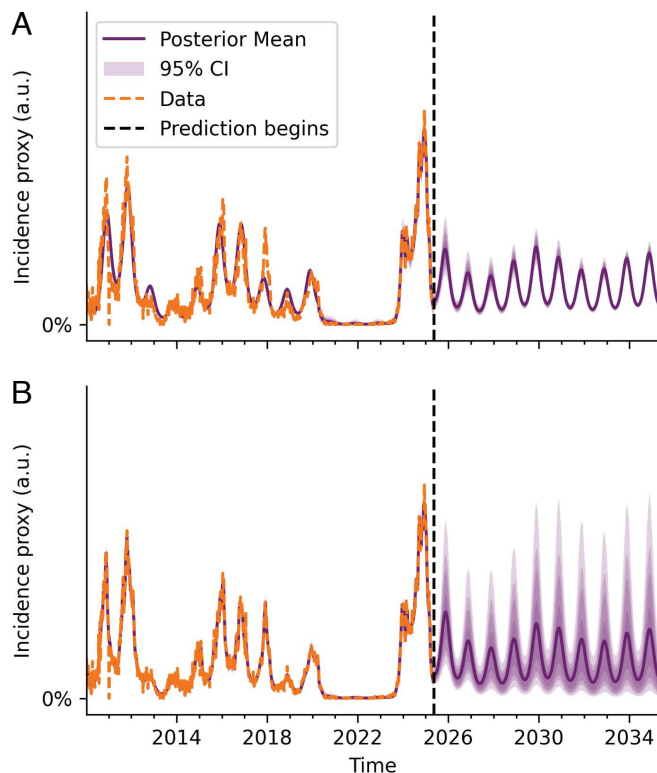 A
Posterior Mean
95% CI
Data
Prediction begins
Incidence proxy (a.u.)
0%
B
Incidence proxy (a.u.)
0%
2014 2018 2022 2026 2030 2034
Time